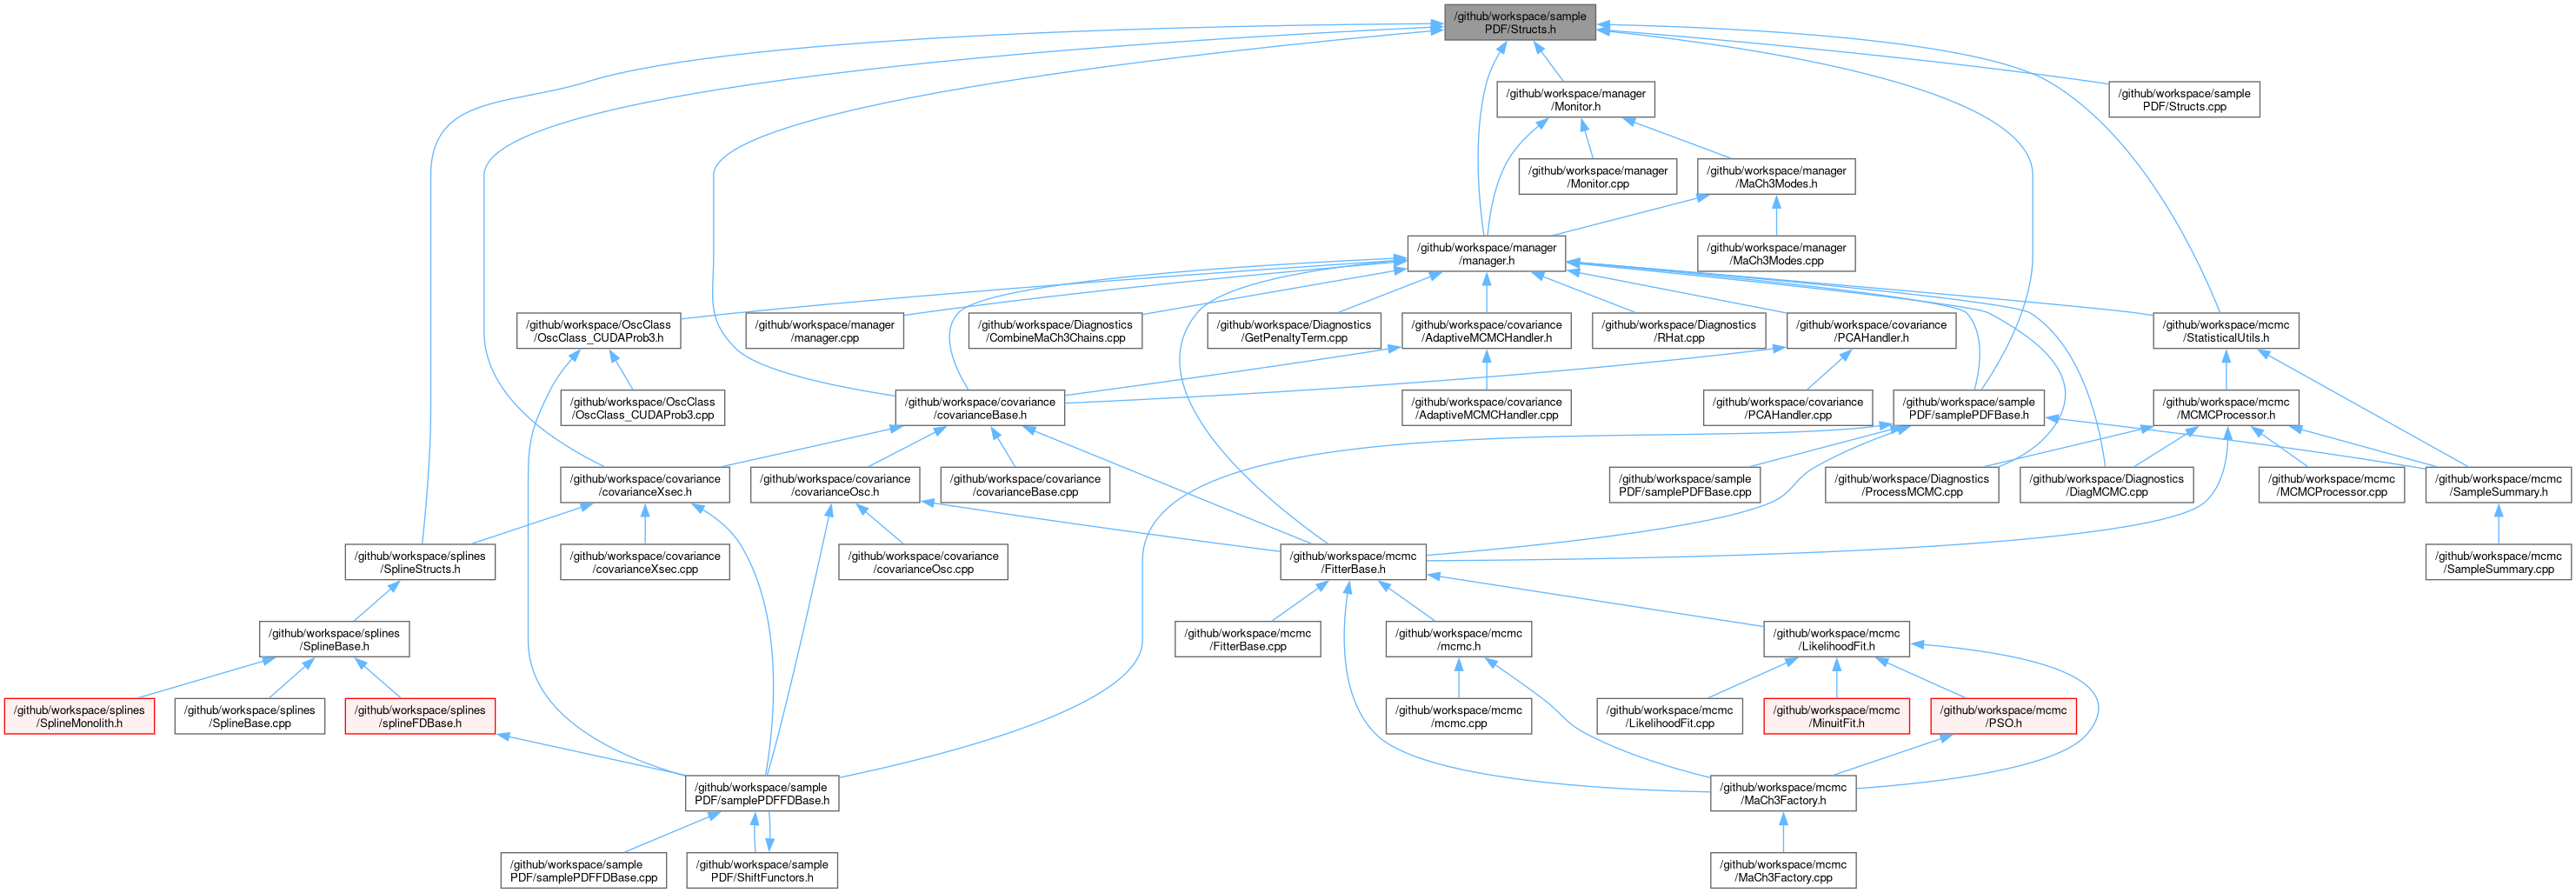 /github/workspace/sample
PDF/Structs.h
/github/workspace/manager
/Monitor.h
/github/workspace/sample
PDF/Structs.cpp
/github/workspace/manager
/Monitor.cpp
/github/workspace/manager
/MaCh3Modes.h
/github/workspace/manager
/manager.h
/github/workspace/manager
/MaCh3Modes.cpp
/github/workspace/OscClass
/OscClass_CUDAProb3.h
/github/workspace/manager
/manager.cpp
/github/workspace/Diagnostics
/CombineMaCh3Chains.cpp
/github/workspace/Diagnostics
/GetPenaltyTerm.cpp
/github/workspace/covariance
/AdaptiveMCMCHandler.h
/github/workspace/Diagnostics
/RHat.cpp
/github/workspace/covariance
/PCAHandler.h
/github/workspace/mcmc
/StatisticalUtils.h
/github/workspace/OscClass
/OscClass_CUDAProb3.cpp
/github/workspace/covariance
/covarianceBase.h
/github/workspace/covariance
/AdaptiveMCMCHandler.cpp
/github/workspace/covariance
/PCAHandler.cpp
/github/workspace/sample
PDF/samplePDFBase.h
/github/workspace/mcmc
/MCMCProcessor.h
/github/workspace/covariance
/covarianceXsec.h
/github/workspace/covariance
/covarianceOsc.h
/github/workspace/covariance
/covarianceBase.cpp
/github/workspace/sample
PDF/samplePDFBase.cpp
/github/workspace/Diagnostics
/ProcessMCMC.cpp
/github/workspace/Diagnostics
/DiagMCMC.cpp
/github/workspace/mcmc
/MCMCProcessor.cpp
/github/workspace/mcmc
/SampleSummary.h
/github/workspace/splines
/SplineStructs.h
/github/workspace/covariance
/covarianceXsec.cpp
/github/workspace/covariance
/covarianceOsc.cpp
/github/workspace/mcmc
/FitterBase.h
/github/workspace/mcmc
/SampleSummary.cpp
/github/workspace/splines
/SplineBase.h
/github/workspace/mcmc
/FitterBase.cpp
/github/workspace/mcmc
/mcmc.h
/github/workspace/mcmc
/LikelihoodFit.h
/github/workspace/splines
/SplineMonolith.h
/github/workspace/splines
/SplineBase.cpp
/github/workspace/splines
/splineFDBase.h
/github/workspace/mcmc
/mcmc.cpp
/github/workspace/mcmc
/LikelihoodFit.cpp
/github/workspace/mcmc
/MinuitFit.h
/github/workspace/mcmc
/PSO.h
/github/workspace/sample
PDF/samplePDFFDBase.h
/github/workspace/mcmc
/MaCh3Factory.h
/github/workspace/sample
PDF/samplePDFFDBase.cpp
/github/workspace/sample
PDF/ShiftFunctors.h
/github/workspace/mcmc
/MaCh3Factory.cpp